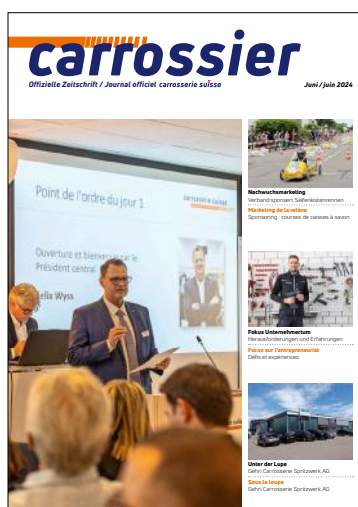 carrossier
Offizielle Zeitschrift / Journal officiel carrosserie suisse
Juni / juin 2024
Point de l'ordre du jour 1
carrosserie suisse
Ouverture et bienvenue par le
Président central
Felix Wyss
Nachwuchsmarketing
Verband sponsert Seifenkistenrennen
Marketing de la relève
Sponsoring : courses de caisses à savon
Fokus Unternehmertum
Herausforderungen und Erfahrungen
Focus sur l'entrepreneuriat
Défis et expériences
Unter der Lupe
Gehri Carrosserie Spritzwerk AG
Sous la loupe
Gehri Carrosserie Spritzwerk AG